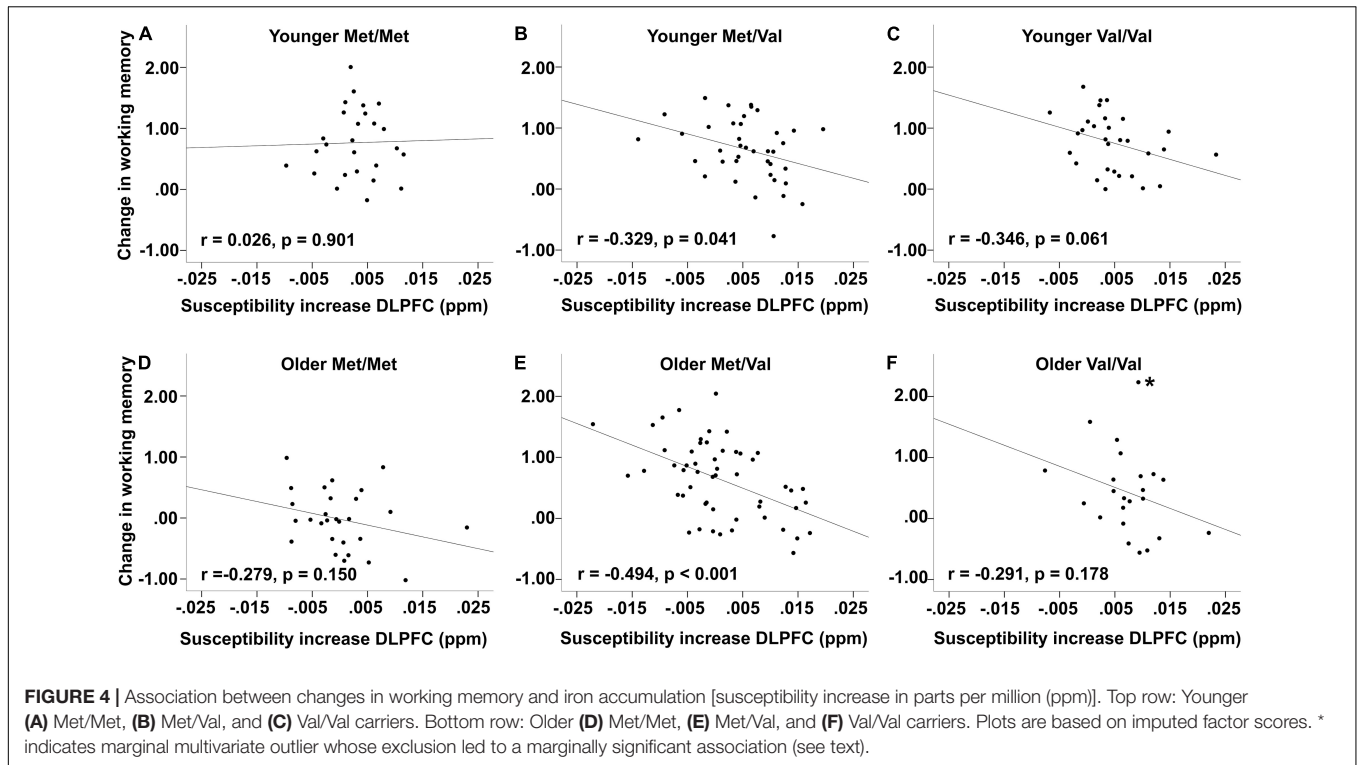 A
Younger Met/Met
Change in working memory
2.00
1.00
.00
-1.00
r = 0.026, p = 0.901
-.025 -.015 -.005 .005 .015 .025
Susceptibility increase DLPFC (ppm)
B
Younger Met/Val
2.00
1.00
.00
-1.00
r = -0.329, p = 0.041
-.025 -.015 -.005 .005 .015 .025
Susceptibility increase DLPFC (ppm)
C
Younger Val/Val
2.00
1.00
.00
-1.00
r = -0.346, p = 0.061
-.025 -.015 -.005 .005 .015 .025
Susceptibility increase DLPFC (ppm)
D
Older Met/Met
Change in working memory
2.00
1.00
.00
-1.00
r =-0.279, p = 0.150
-.025 -.015 -.005 .005 .015 .025
Susceptibility increase DLPFC (ppm)
E
Older Met/Val
2.00
1.00
.00
-1.00
r = -0.494, p < 0.001
-.025 -.015 -.005 .005 .015 .025
Susceptibility increase DLPFC (ppm)
F
Older Val/Val
*
2.00
1.00
.00
-1.00
r = -0.291, p = 0.178
-.025 -.015 -.005 .005 .015 .025
Susceptibility increase DLPFC (ppm)
FIGURE 4 | Association between changes in working memory and iron accumulation [susceptibility increase in parts per million (ppm)]. Top row: Younger
(A) Met/Met, (B) Met/Val, and (C) Val/Val carriers. Bottom row: Older (D) Met/Met, (E) Met/Val, and (F) Val/Val carriers. Plots are based on imputed factor scores. *
indicates marginal multivariate outlier whose exclusion led to a marginally significant association (see text).